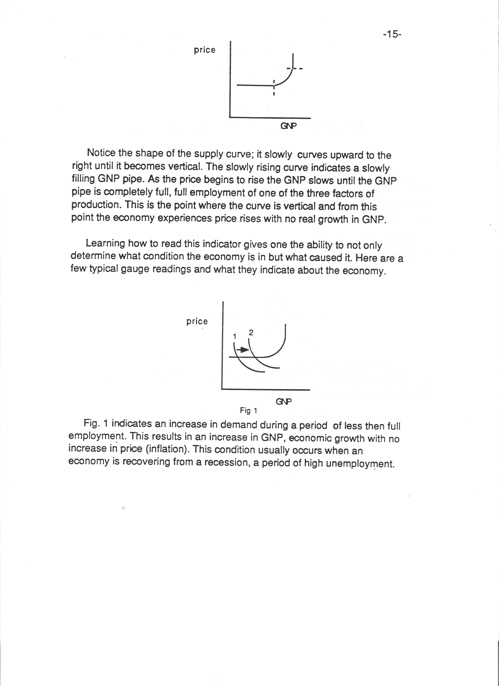 -15-
price
GNP
Notice the shape of the supply curve; it slowly curves upward to the
right until it becomes vertical. The slowly rising curve indicates a slowly
filling GNP pipe. As the price begins to rise the GNP slows until the GNP
pipe is completely full, full employment of one of the three factors of
production. This is the point where the curve is vertical and from this
point the economy experiences price rises with no real growth in GNP.
Learning how to read this indicator gives one the ability to not only
determine what condition the economy is in but what caused it. Here are a
few typical gauge readings and what they indicate about the economy.
price
1 2
GNP
Fig 1
Fig. 1 indicates an increase in demand during a period of less then full
employment. This results in an increase in GNP, economic growth with no
increase in price (inflation). This condition usually occurs when an
economy is recovering from a recession, a period of high unemployment.